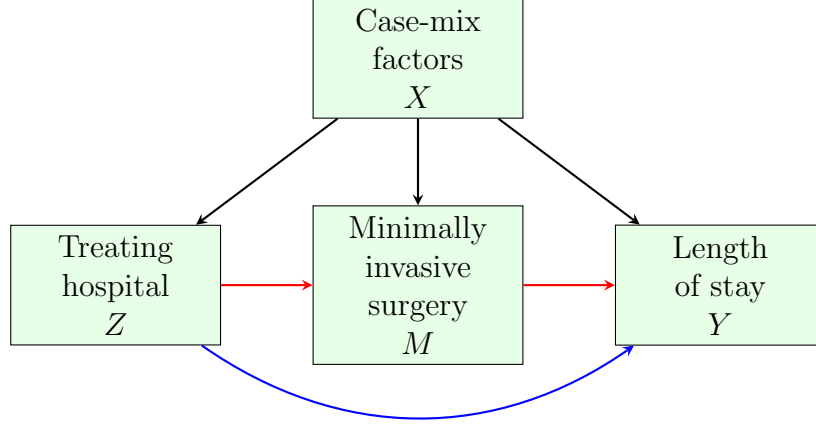 Case-mix
factors
X
Treating
hospital
Z
Minimally
invasive
surgery
M
Length
of stay
Y